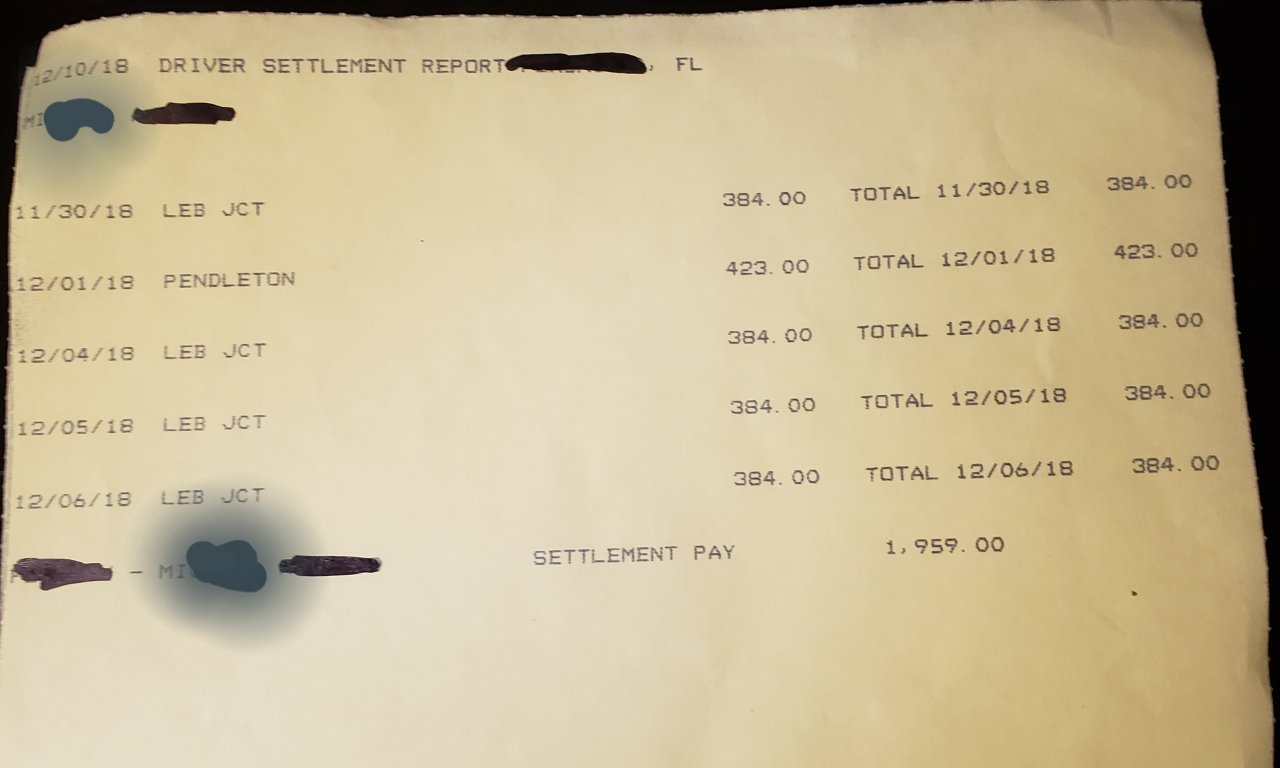 12/10/18 DRIVER SETTLEMENT REPORT , FL
MI
11/30/18 LEB JCT 384.00 TOTAL 11/30/18 384.00
12/01/18 PENDLETON 423.00 TOTAL 12/01/18 423.00
12/04/18 LEB JCT 384.00 TOTAL 12/04/18 384.00
12/05/18 LEB JCT 384.00 TOTAL 12/05/18 384.00
12/06/18 LEB JCT 384.00 TOTAL 12/06/18 384.00
- MI SETTLEMENT PAY 1,959.00